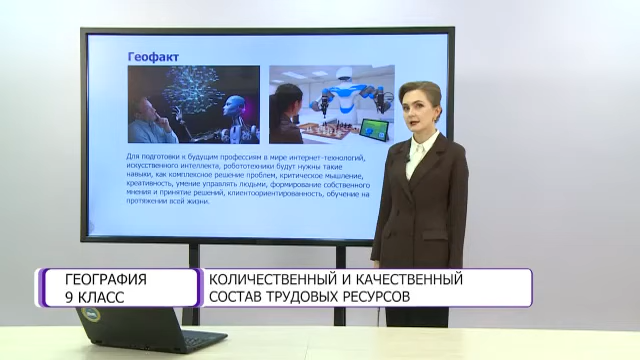 Геофакт
Для подготовки к будущим профессиям в мире интернет-технологий,
искусственного интеллекта, робототехники будут нужны такие
навыки, как комплексное решение проблем, критическое мышление,
креативность, умение управлять людьми, формирование собственного
мнения и принятие решений, клиентоориентированность, обучение на
протяжении всей жизни.
ГЕОГРАФИЯ
9 КЛАСС
КОЛИЧЕСТВЕННЫЙ И КАЧЕСТВЕННЫЙ
СОСТАВ ТРУДОВЫХ РЕСУРСОВ